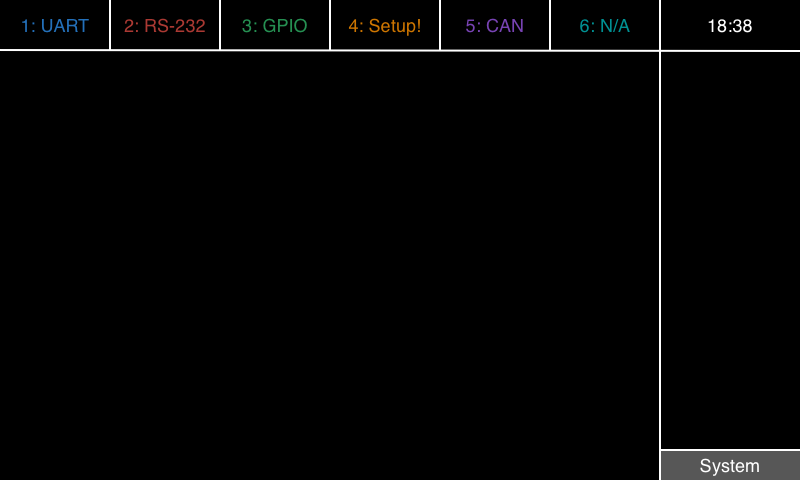 1: UART
2: RS-232
3: GPIO
4: Setup!
5: CAN
6: N/A
18:38
System